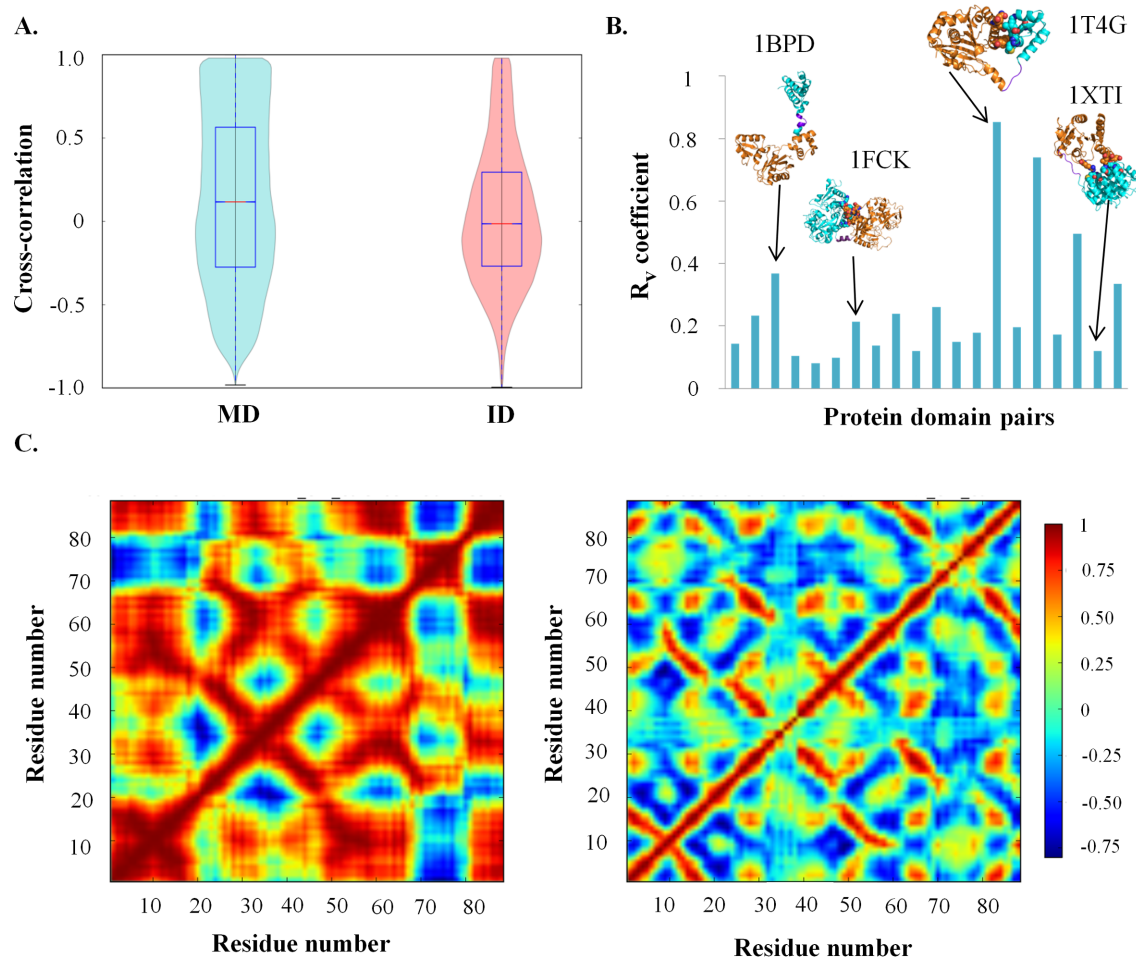 A.
Cross-correlation
1.0
0.5
0
-0.5
-1.0
MD
ID
B.
R_v coefficient
1
0.8
0.6
0.4
0.2
0
1BPD
1FCK
1T4G
1XTI
Protein domain pairs
C.
Residue number
80
70
60
50
40
30
20
10
10 20 30 40 50 60 70 80
Residue number
Residue number
80
70
60
50
40
30
20
10
10 20 30 40 50 60 70 80
Residue number
1
0.75
0.50
0.25
0
-0.25
-0.50
-0.75